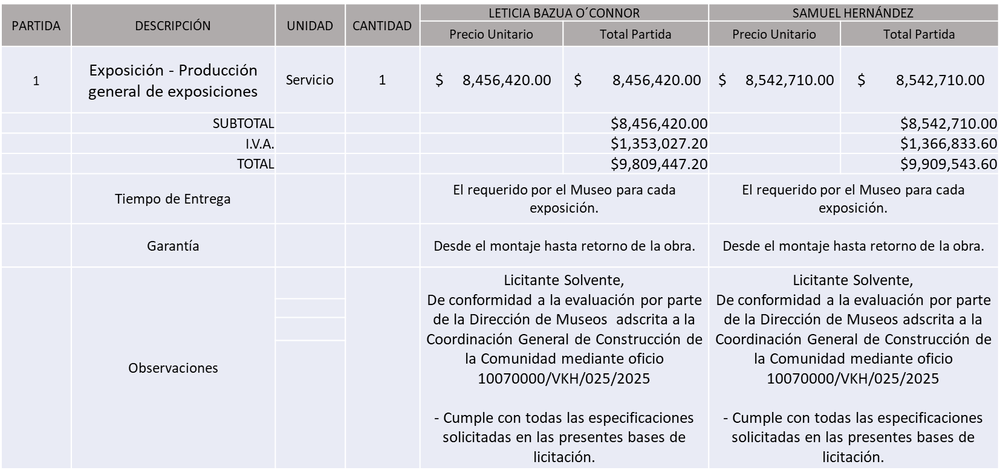 PARTIDA DESCRIPCIÓN UNIDAD CANTIDAD LETICIA BAZUA O´CONNOR SAMUEL HERNÁNDEZ
Precio Unitario Total Partida Precio Unitario Total Partida
1 Exposición - Producción general de exposiciones Servicio 1 $ 8,456,420.00 $ 8,456,420.00 $ 8,542,710.00 $ 8,542,710.00
SUBTOTAL $8,456,420.00 $8,542,710.00
I.V.A. $1,353,027.20 $1,366,833.60
TOTAL $9,809,447.20 $9,909,543.60
Tiempo de Entrega
El requerido por el Museo para cada
exposición.
El requerido por el Museo para cada
exposición.
Garantía Desde el montaje hasta retorno de la obra. Desde el montaje hasta retorno de la obra.
Observaciones
Licitante Solvente,
De conformidad a la evaluación por parte
de la Dirección de Museos adscrita a la
Coordinación General de Construcción de
la Comunidad mediante oficio
10070000/VKH/025/2025
- Cumple con todas las especificaciones
solicitadas en las presentes bases de
licitación.
Licitante Solvente,
De conformidad a la evaluación por parte
de la Dirección de Museos adscrita a la
Coordinación General de Construcción de
la Comunidad mediante oficio
10070000/VKH/025/2025
- Cumple con todas las especificaciones
solicitadas en las presentes bases de
licitación.